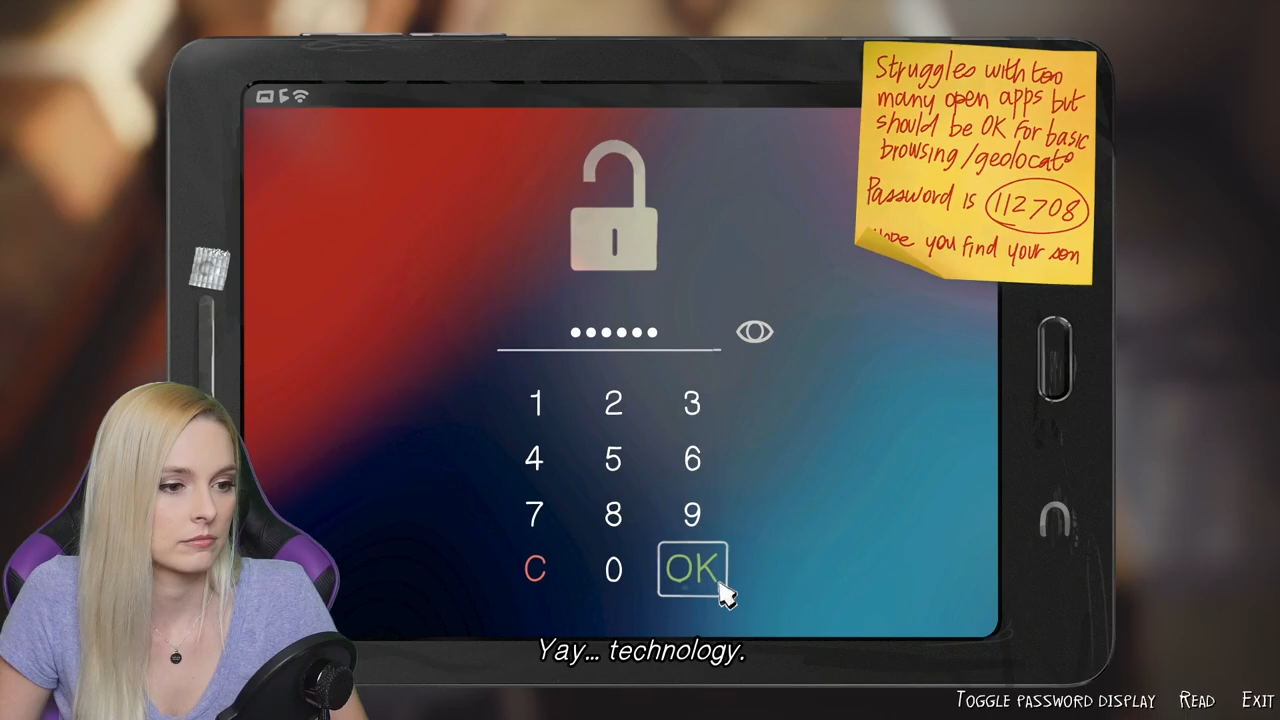 Struggles with too
many open apps but
should be OK for basic
browsing/geolocate
Password is 112708
Hope you find your son
1 2 3
4 5 6
7 8 9
C 0 OK
Yay... technology.
TOGGLE PASSWORD DISPLAY READ EXIT